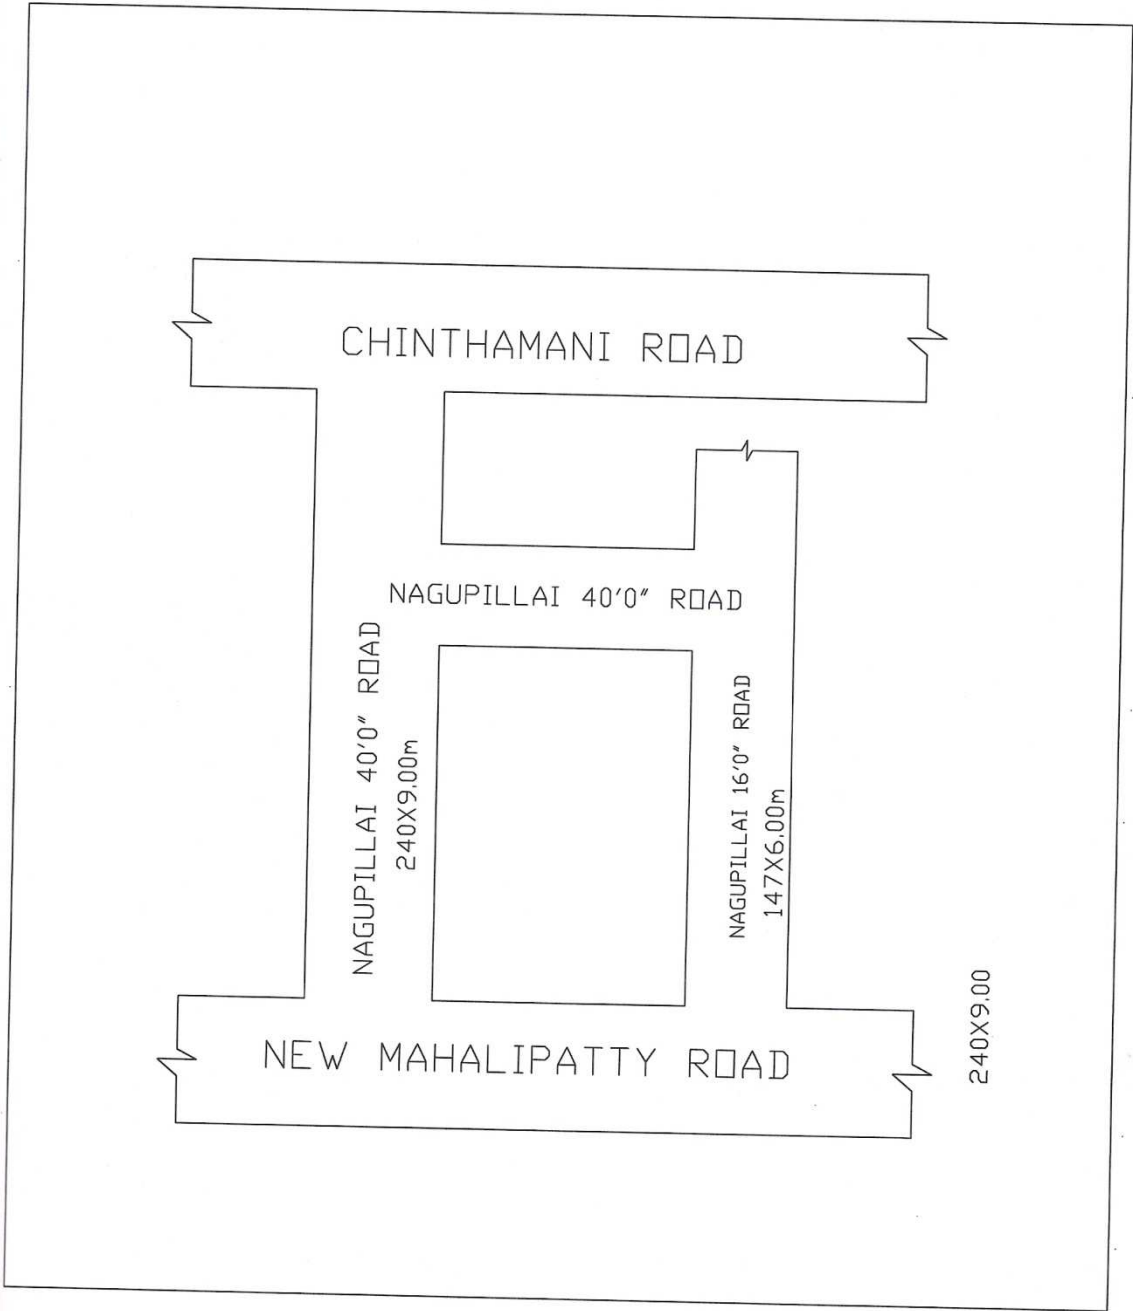 CHINTHAMANI ROAD
NAGUPILLAI 40'0" ROAD
NAGUPILLAI 40'0" ROAD
240X9.00m
NAGUPILLAI 16'0" ROAD
147X6.00m
240X9.00
NEW MAHALIPATTY ROAD